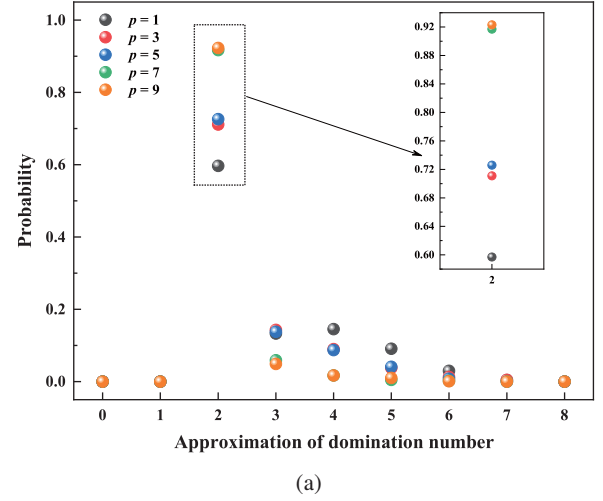 Probability
1.0
0.8
0.6
0.4
0.2
0.0
p = 1
p = 3
p = 5
p = 7
p = 9
0.92
0.88
0.84
0.80
0.76
0.72
0.68
0.64
0.60
2
0 1 2 3 4 5 6 7 8
Approximation of domination number
(a)